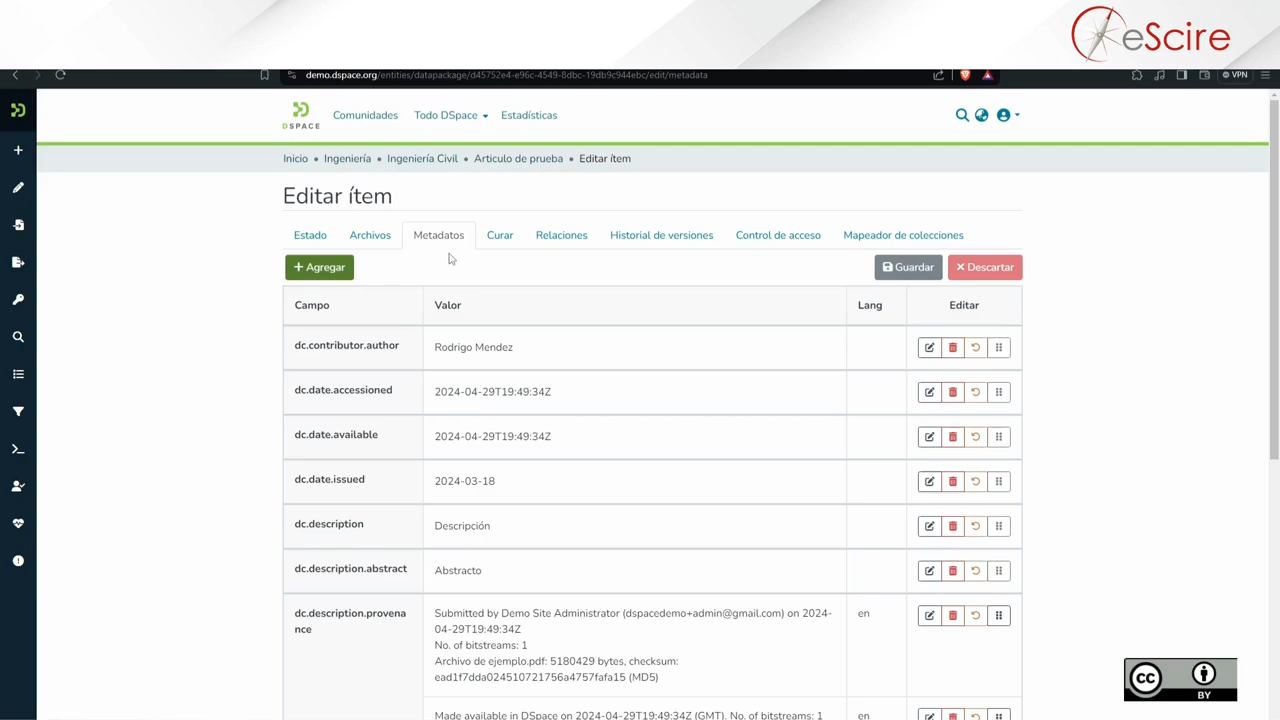 eScire
demo.dspace.org/entities/datapackage/d45752e4-e96c-4549-8dbc-19db9c944ebc/edit/metadata
VPN
DSPACE
Comunidades Todo DSpace Estadísticas
Inicio • Ingeniería • Ingeniería Civil • Articulo de prueba • Editar ítem
Editar ítem
Estado Archivos Metadatos Curar Relaciones Historial de versiones Control de acceso Mapeador de colecciones
+ Agregar Guardar × Descartar
Campo Valor Lang Editar
dc.contributor.author Rodrigo Mendez
dc.date.accessioned 2024-04-29T19:49:34Z
dc.date.available 2024-04-29T19:49:34Z
dc.date.issued 2024-03-18
dc.description Descripción
dc.description.abstract Abstracto
dc.description.provena
nce
Submitted by Demo Site Administrator (dspacedemo+admin@gmail.com) on 2024-
04-29T19:49:34Z
No. of bitstreams: 1
Archivo de ejemplo.pdf: 5180429 bytes, checksum:
ead1f7dda024510721756a4757fafa15 (MD5)
en
Made available in DSpace on 2024-04-29T19:49:34Z (GMT). No. of bitstreams: 1 en
cc
BY